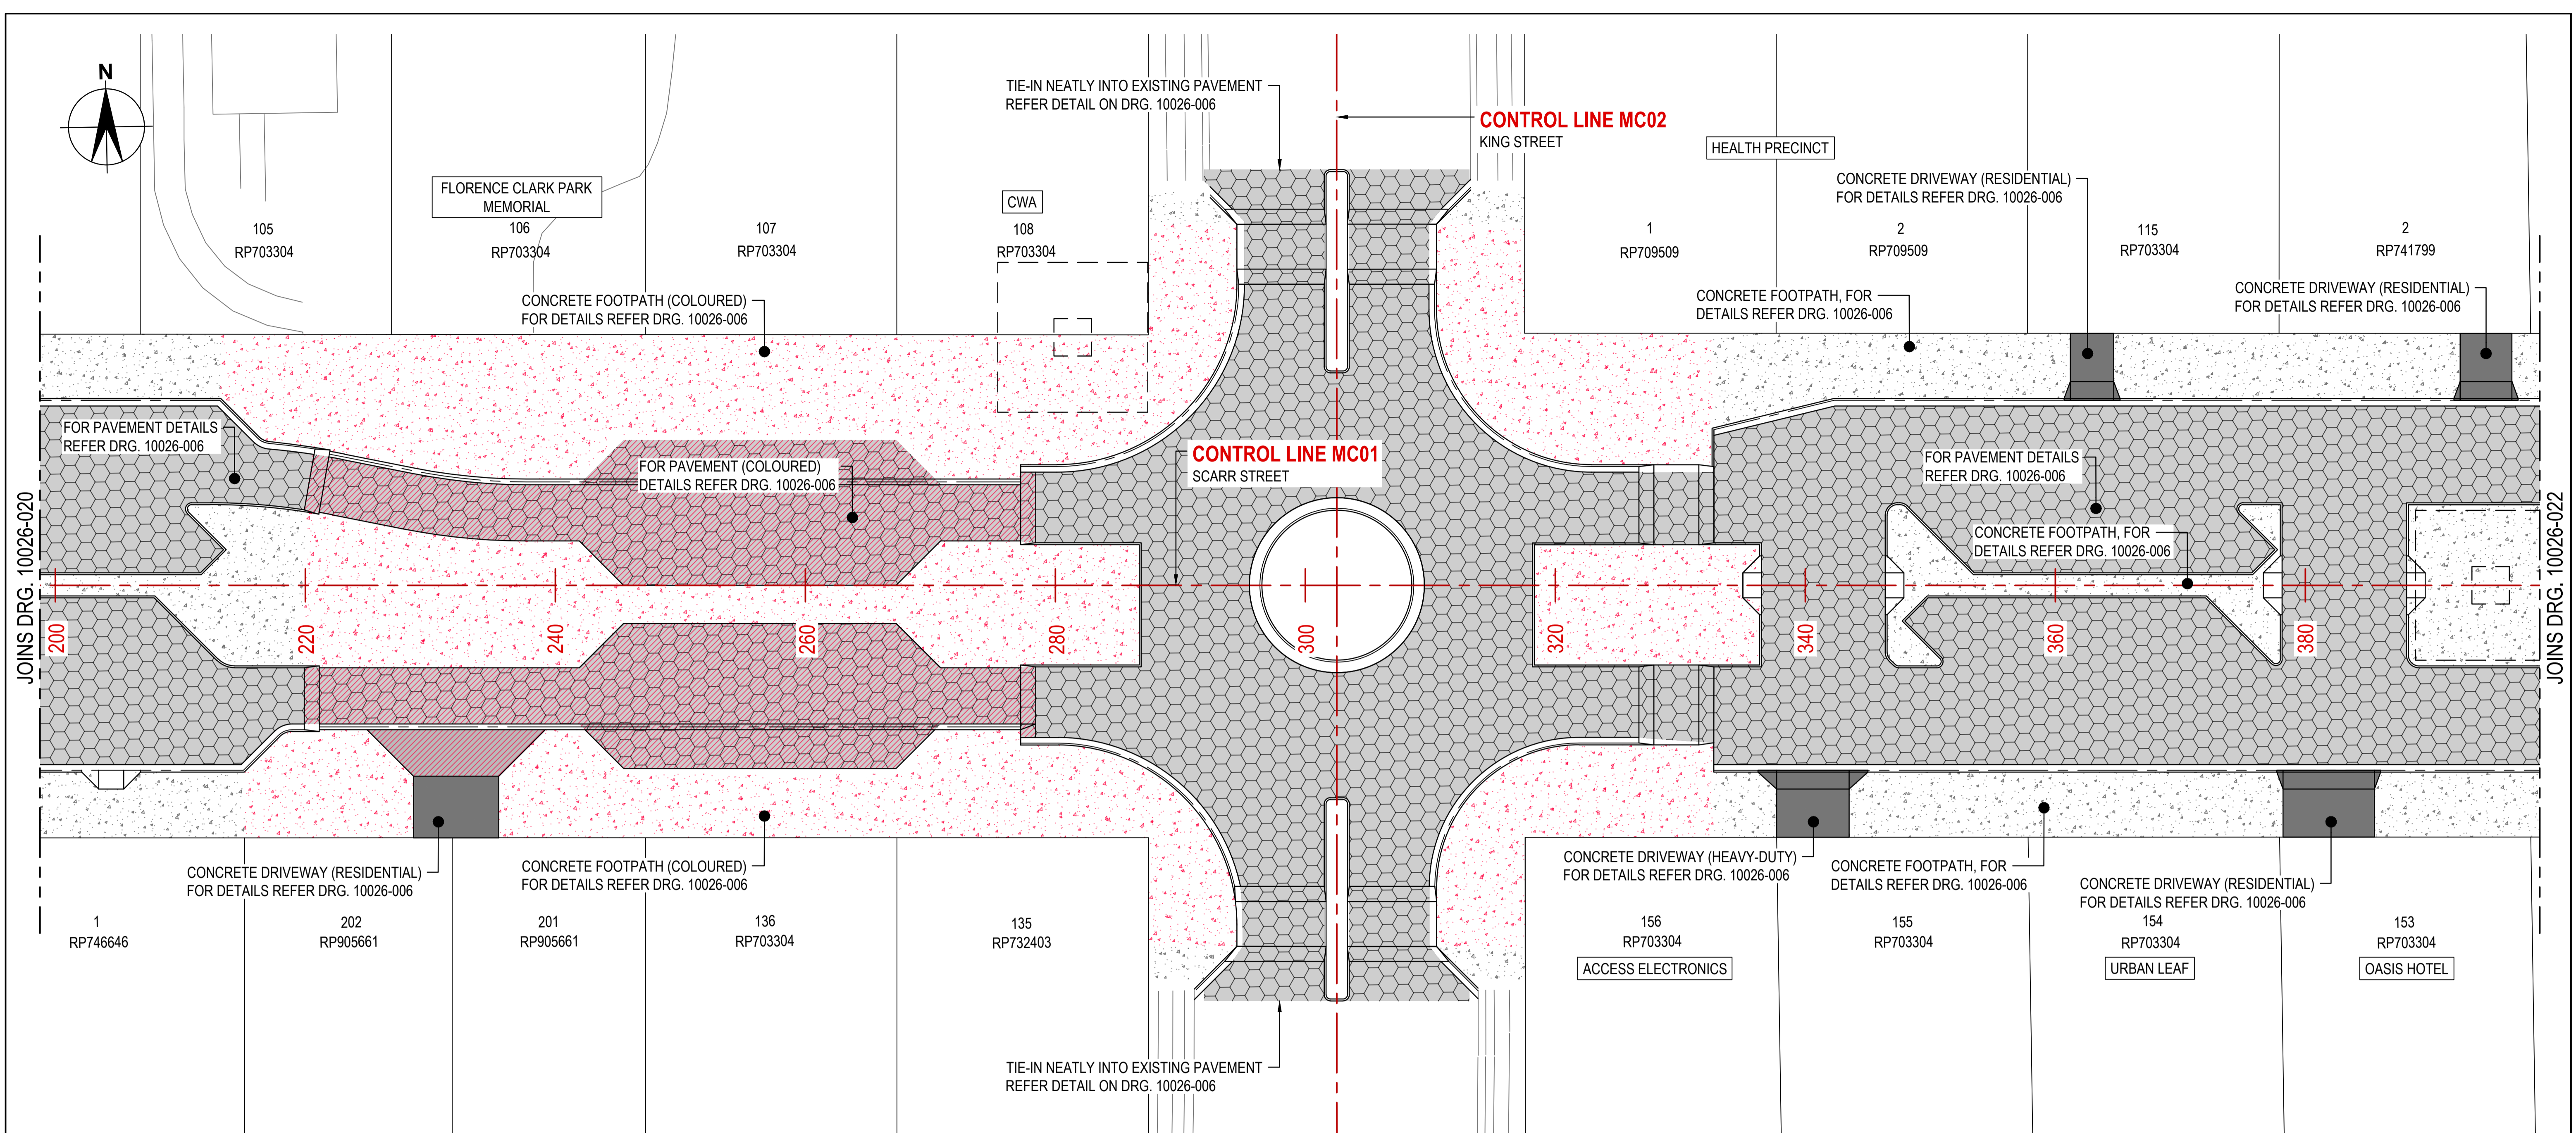 N
TIE-IN NEATLY INTO EXISTING PAVEMENT
REFER DETAIL ON DRG. 10026-006
CONTROL LINE MC02
KING STREET
HEALTH PRECINCT
CONCRETE DRIVEWAY (RESIDENTIAL)
FOR DETAILS REFER DRG. 10026-006
FLORENCE CLARK PARK
MEMORIAL
CWA
105
RP703304
106
RP703304
107
RP703304
108
RP703304
1
RP709509
2
RP709509
115
RP703304
2
RP741799
CONCRETE FOOTPATH (COLOURED)
FOR DETAILS REFER DRG. 10026-006
CONCRETE FOOTPATH, FOR
DETAILS REFER DRG. 10026-006
CONCRETE DRIVEWAY (RESIDENTIAL)
FOR DETAILS REFER DRG. 10026-006
FOR PAVEMENT DETAILS
REFER DRG. 10026-006
FOR PAVEMENT (COLOURED)
DETAILS REFER DRG. 10026-006
CONTROL LINE MC01
SCARR STREET
FOR PAVEMENT DETAILS
REFER DRG. 10026-006
CONCRETE FOOTPATH, FOR
DETAILS REFER DRG. 10026-006
JOINS DRG. 10026-020
JOINS DRG. 10026-022
200
220
240
260
280
300
320
340
360
380
CONCRETE DRIVEWAY (RESIDENTIAL)
FOR DETAILS REFER DRG. 10026-006
CONCRETE FOOTPATH (COLOURED)
FOR DETAILS REFER DRG. 10026-006
CONCRETE DRIVEWAY (HEAVY-DUTY)
FOR DETAILS REFER DRG. 10026-006
CONCRETE FOOTPATH, FOR
DETAILS REFER DRG. 10026-006
CONCRETE DRIVEWAY (RESIDENTIAL)
FOR DETAILS REFER DRG. 10026-006
1
RP746646
202
RP905661
201
RP905661
136
RP703304
135
RP732403
156
RP703304
155
RP703304
154
RP703304
153
RP703304
ACCESS ELECTRONICS
URBAN LEAF
OASIS HOTEL
TIE-IN NEATLY INTO EXISTING PAVEMENT
REFER DETAIL ON DRG. 10026-006